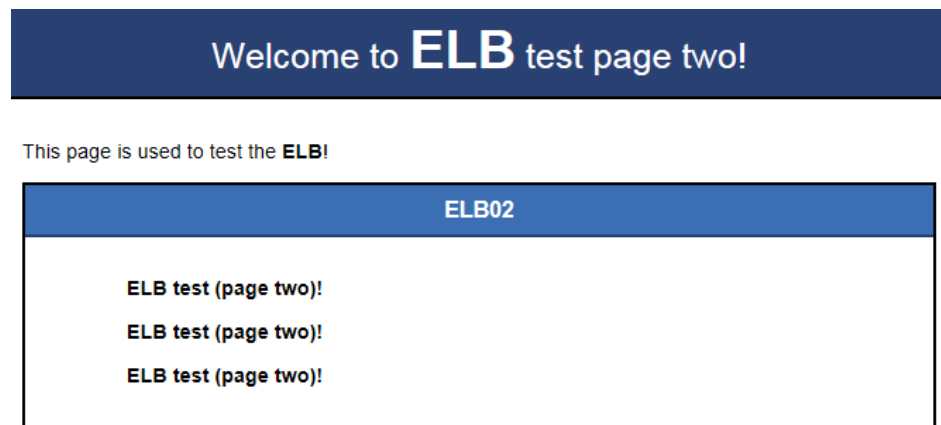 Welcome to ELB test page two!
This page is used to test the ELB!
ELB02
ELB test (page two)!
ELB test (page two)!
ELB test (page two)!